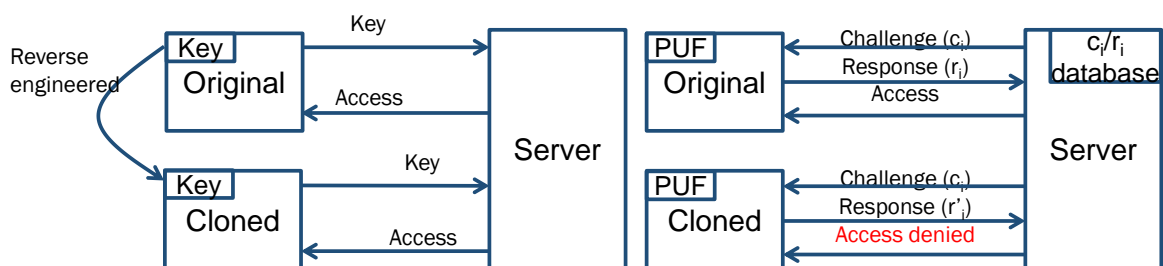 Key
Key
Reverse
engineered
Original
Access
Key
Key
Cloned
Access
Server
PUF
Original
Challenge (ci)
Response (ri)
Access
PUF
Cloned
Challenge (ci)
Response (r'i)
Access denied
ci/ri
database
Server